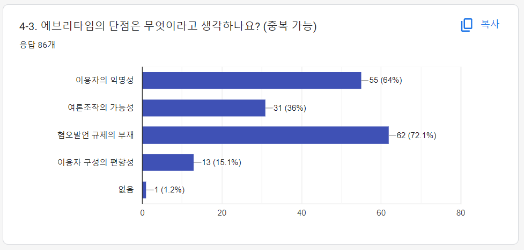 4-3. 에브리타임의 단점은 무엇이라고 생각하나요? (중복 가능)
복사
응답 86개
이용자의 익명성
55 (64%)
여론조작의 가능성
31 (36%)
혐오발언 규제의 부재
62 (72.1%)
이용자 구성의 편향성
13 (15.1%)
없음
1 (1.2%)
0 20 40 60 80